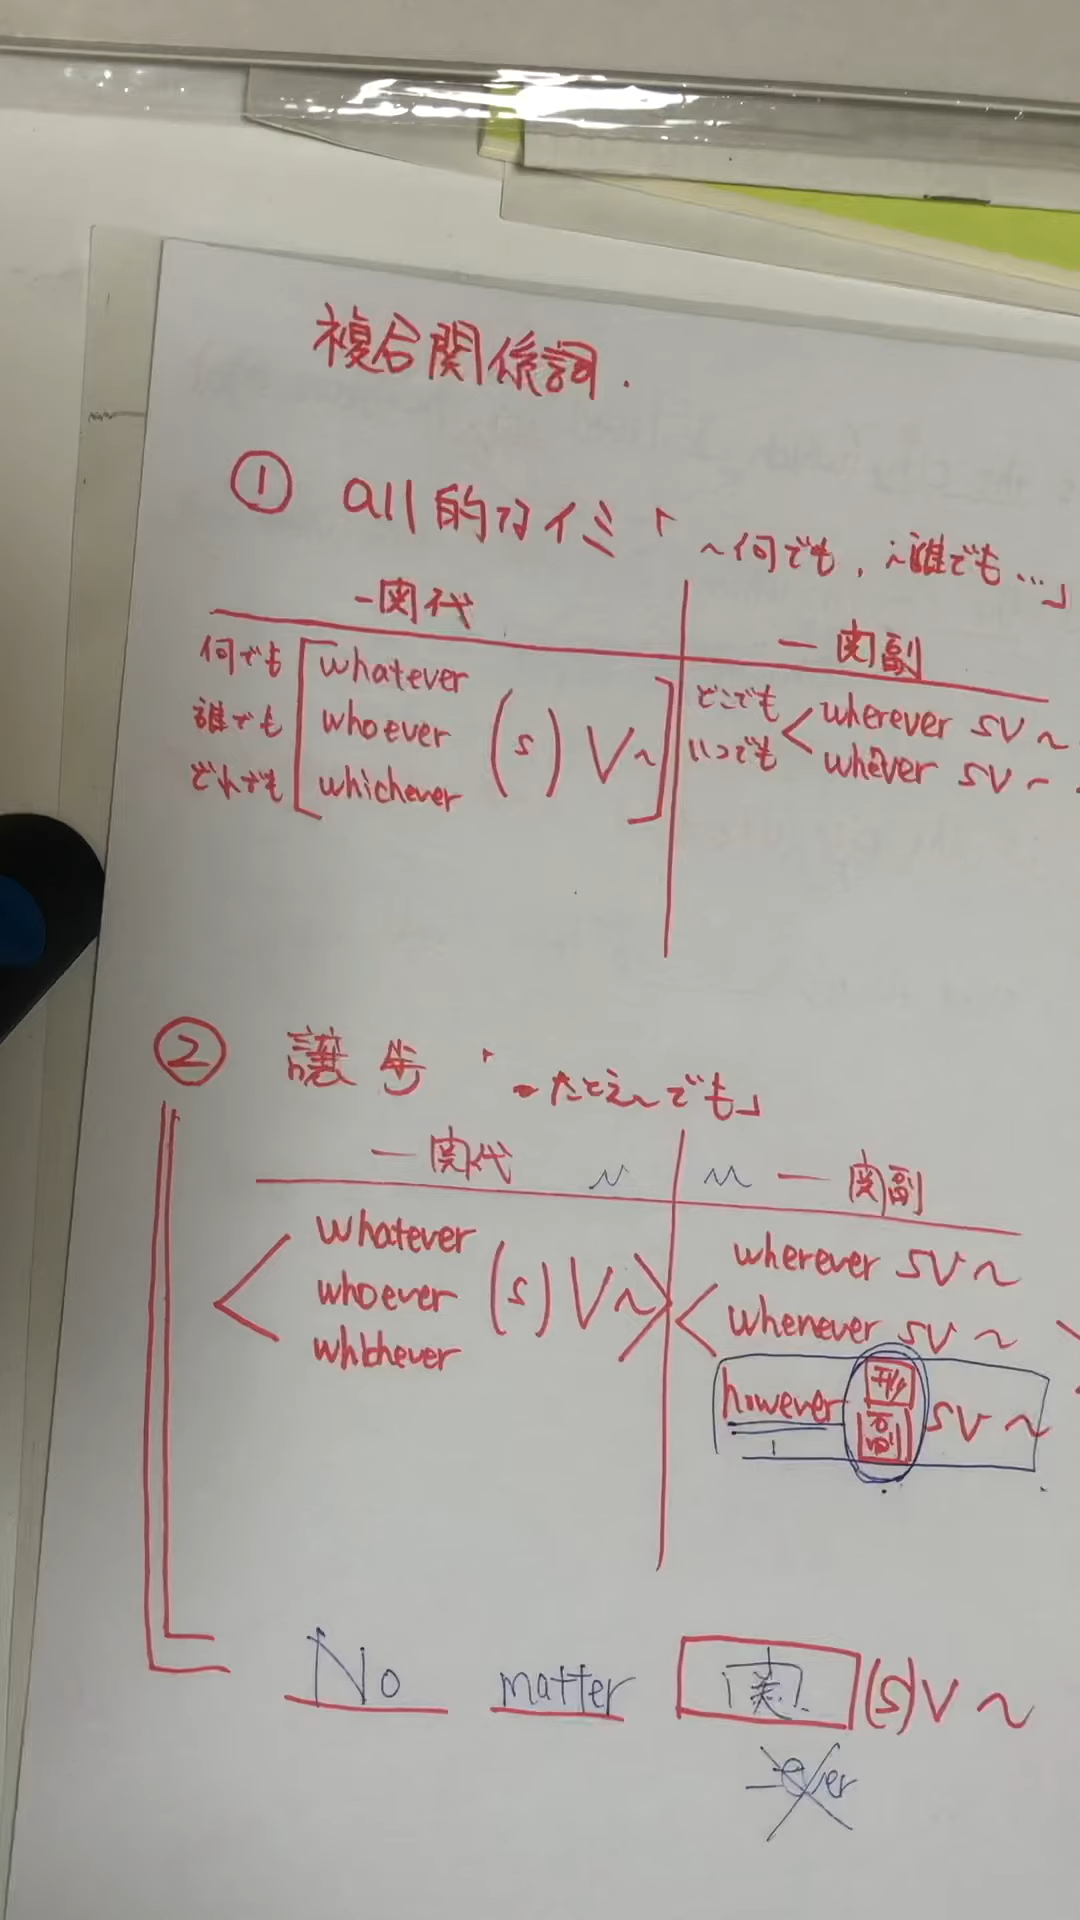 複合関係詞.
① all的なイミ「~何でも, ~誰でも…」
-関代
一関副
何でも whatever
誰でも whoever (s) V~
どれでも whichever
どこでも wherever SV~
いつでも whever SV~
② 譲歩「~たとえ~でも」
一関代
一関副
whatever
whoever (s) V~
whichever
wherever SV~
whenever SV~
however 形 副 SV~
No matter 関 (S) V ~
-ever